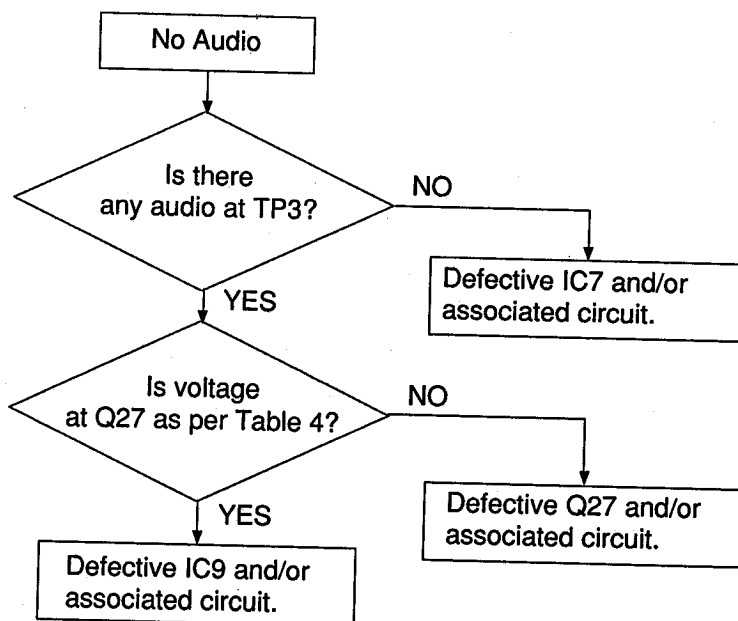 No Audio
Is there
any audio at TP3?
NO
Defective IC7 and/or
associated circuit.
YES
Is voltage
at Q27 as per Table 4?
NO
Defective Q27 and/or
associated circuit.
YES
Defective IC9 and/or
associated circuit.